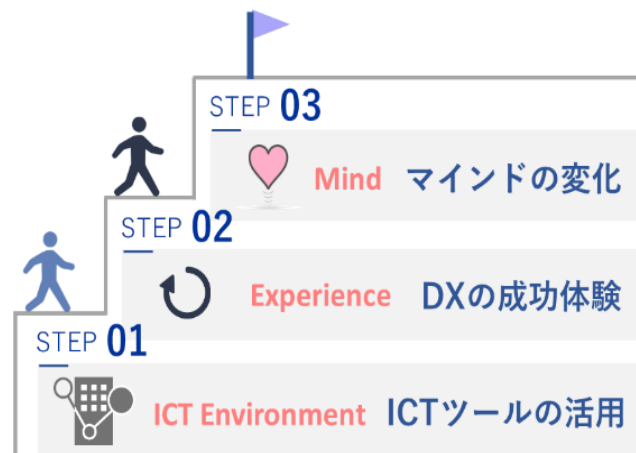 STEP 03
Mind マインドの変化
STEP 02
Experience DXの成功体験
STEP 01
ICT Environment ICTツールの活用